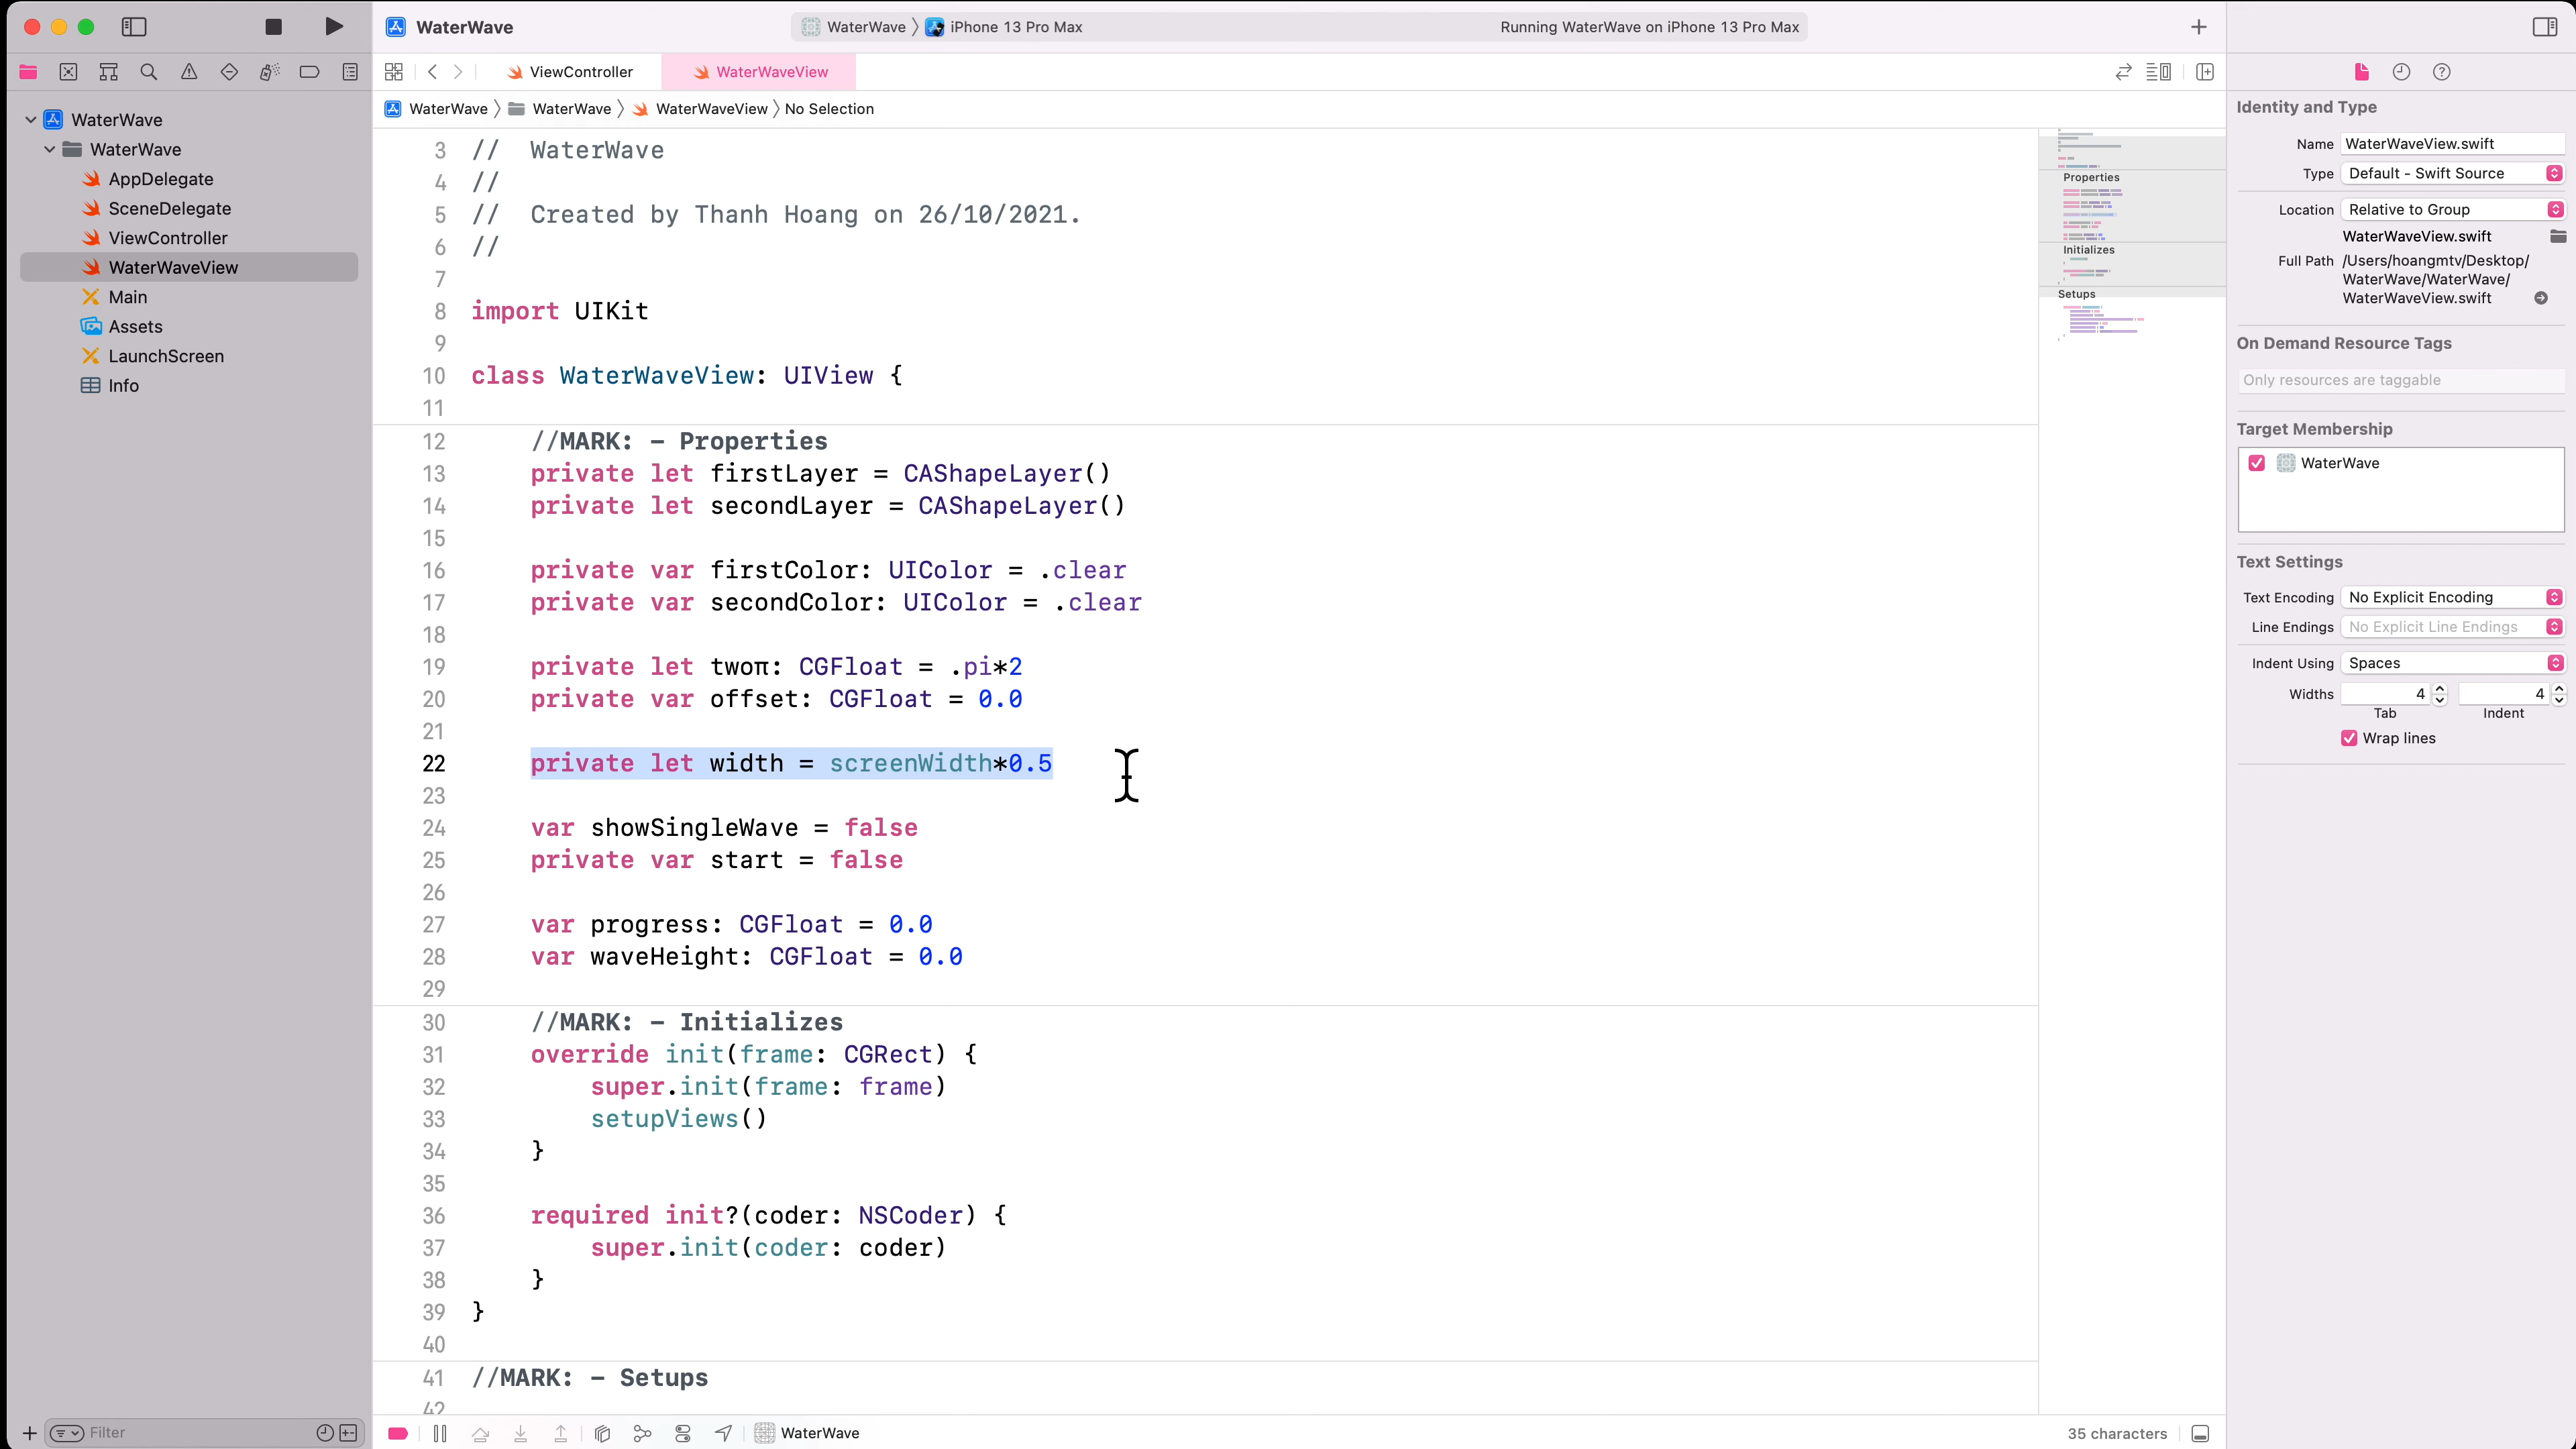 WaterWave
WaterWave
iPhone 13 Pro Max
Running WaterWave on iPhone 13 Pro Max
ViewController
WaterWaveView
WaterWave
WaterWave
WaterWaveView
No Selection
WaterWave
WaterWave
AppDelegate
SceneDelegate
ViewController
WaterWaveView
Main
Assets
LaunchScreen
Info
Filter
3 //  WaterWave
4 //
5 //  Created by Thanh Hoang on 26/10/2021.
6 //
7
8 import UIKit
9
10 class WaterWaveView: UIView {
11
12     //MARK: - Properties
13     private let firstLayer = CAShapeLayer()
14     private let secondLayer = CAShapeLayer()
15
16     private var firstColor: UIColor = .clear
17     private var secondColor: UIColor = .clear
18
19     private let twoπ: CGFloat = .pi*2
20     private var offset: CGFloat = 0.0
21
22     private let width = screenWidth*0.5
23
24     var showSingleWave = false
25     private var start = false
26
27     var progress: CGFloat = 0.0
28     var waveHeight: CGFloat = 0.0
29
30     //MARK: - Initializes
31     override init(frame: CGRect) {
32         super.init(frame: frame)
33         setupViews()
34     }
35
36     required init?(coder: NSCoder) {
37         super.init(coder: coder)
38     }
39 }
40
41 //MARK: - Setups
42
WaterWave
35 characters
Properties
Initializes
Setups
Identity and Type
Name WaterWaveView.swift
Type Default - Swift Source
Location Relative to Group
WaterWaveView.swift
Full Path /Users/hoangmtv/Desktop/
WaterWave/WaterWave/
WaterWaveView.swift
On Demand Resource Tags
Only resources are taggable
Target Membership
WaterWave
Text Settings
Text Encoding No Explicit Encoding
Line Endings No Explicit Line Endings
Indent Using Spaces
Widths 4 4
Tab Indent
Wrap lines